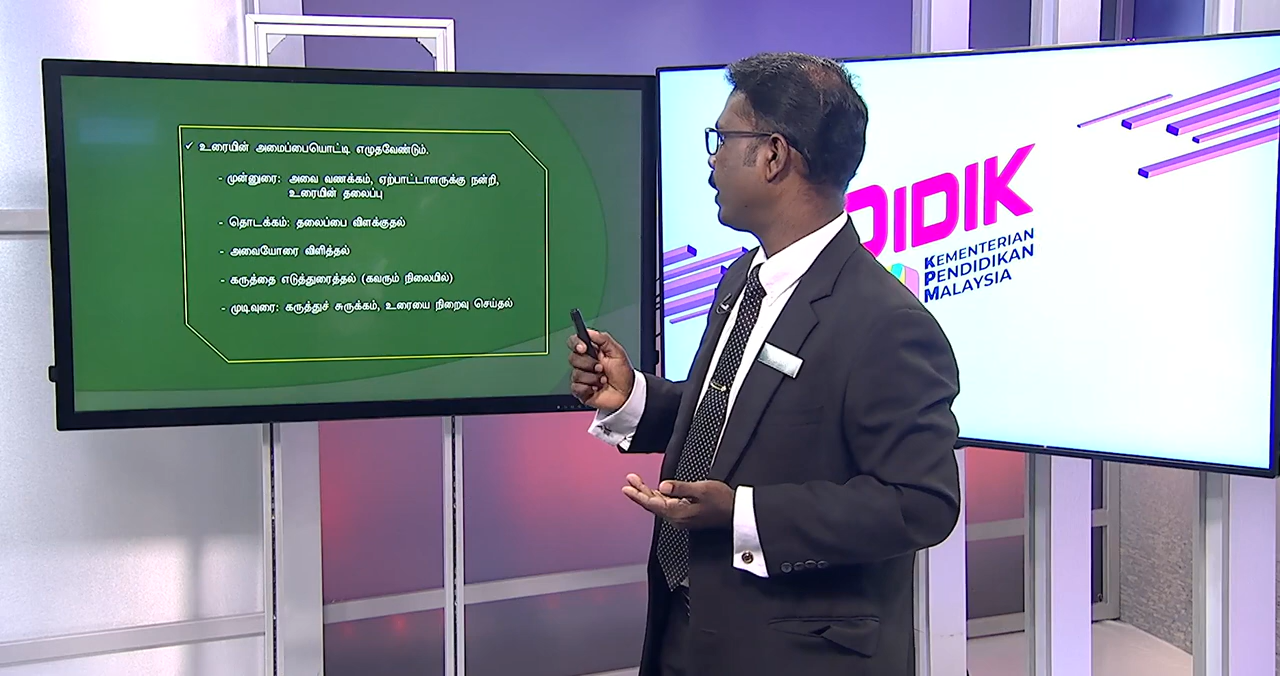 ✓ உரையின் அமைப்பையொட்டி எழுதவேண்டும்.
- முன்னுரை: அவை வணக்கம், ஏற்பாட்டாளருக்கு நன்றி,
உரையின் தலைப்பு
- தொடக்கம்: தலைப்பை விளக்குதல்
- அவையோரை விளித்தல்
- கருத்தை எடுத்துரைத்தல் (கவரும் நிலையில்)
- முடிவுரை: கருத்துச் சுருக்கம், உரையை நிறைவு செய்தல்
DIDIK
KEMENTERIAN
PENDIDIKAN
MALAYSIA